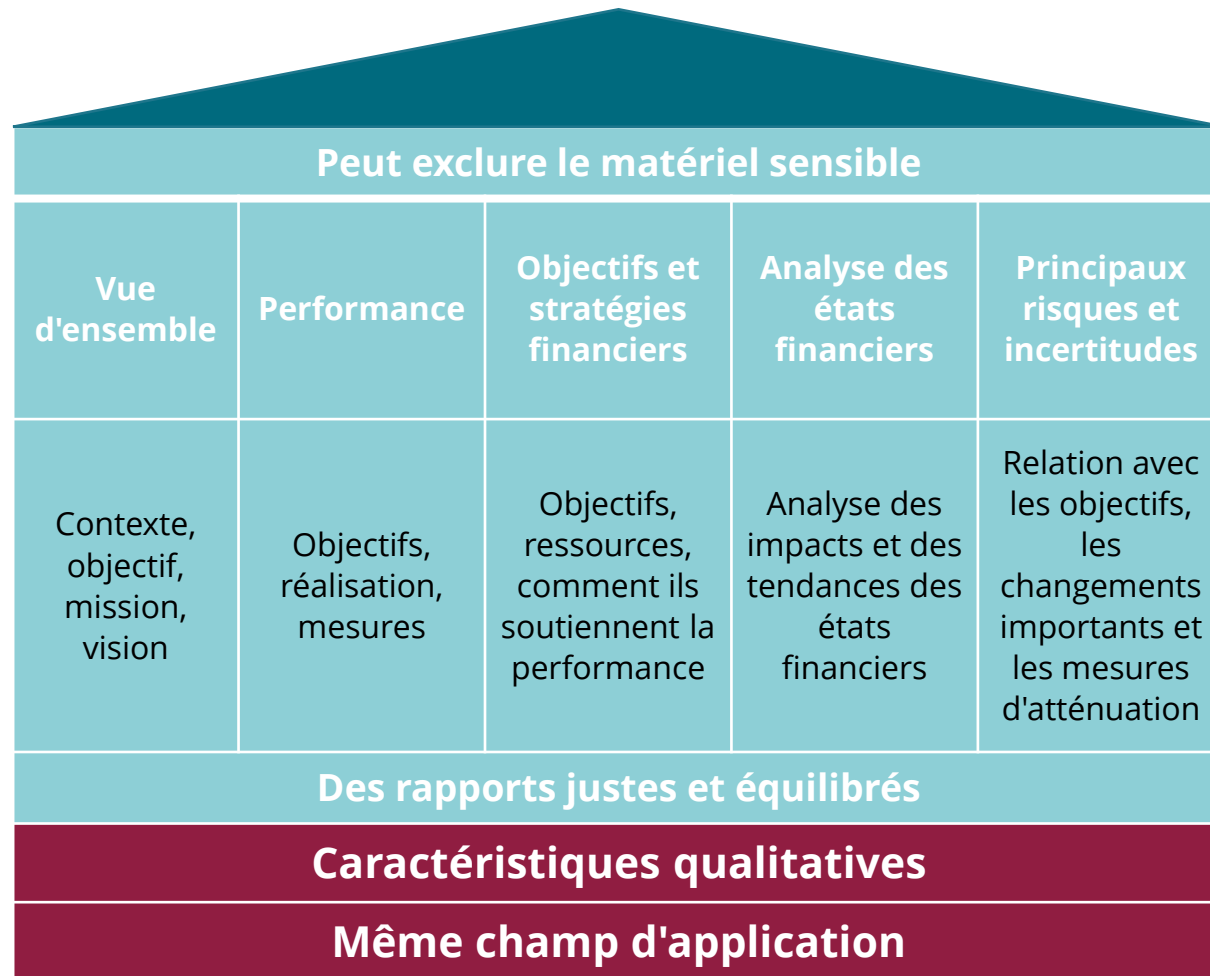 Peut exclure le matériel sensible
Vue
d'ensemble
Performance
Objectifs et
stratégies
financiers
Analyse des
états
financiers
Principaux
risques et
incertitudes
Contexte,
objectif,
mission,
vision
Objectifs,
réalisation,
mesures
Objectifs,
ressources,
comment ils
soutiennent la
performance
Analyse des
impacts et des
tendances des
états
financiers
Relation avec
les objectifs,
les
changements
importants et
les mesures
d'atténuation
Des rapports justes et équilibrés
Caractéristiques qualitatives
Même champ d'application